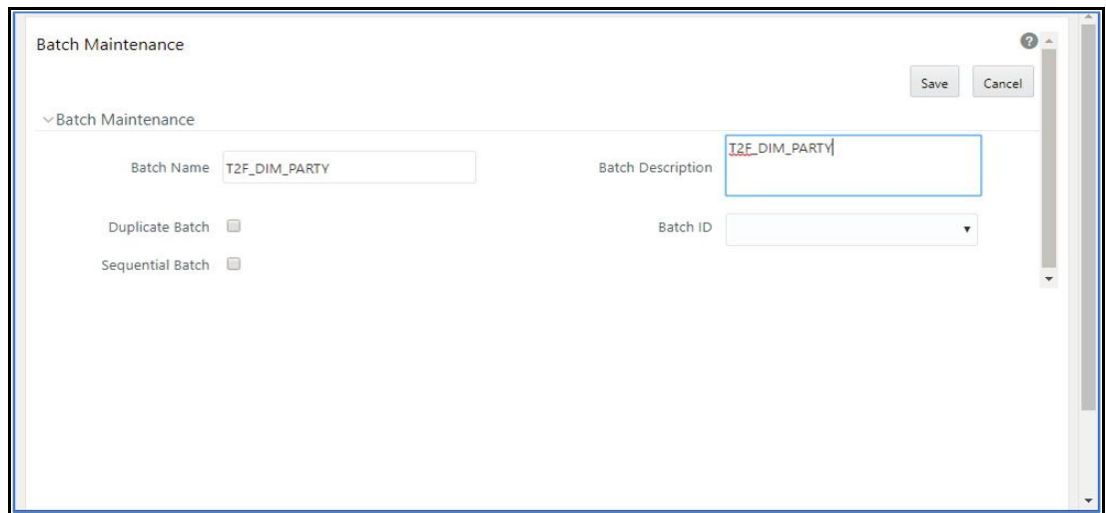 Batch Maintenance
?
Save Cancel
Batch Maintenance
Batch Name T2F_DIM_PARTY Batch Description T2F_DIM_PARTY
Duplicate Batch Batch ID
Sequential Batch